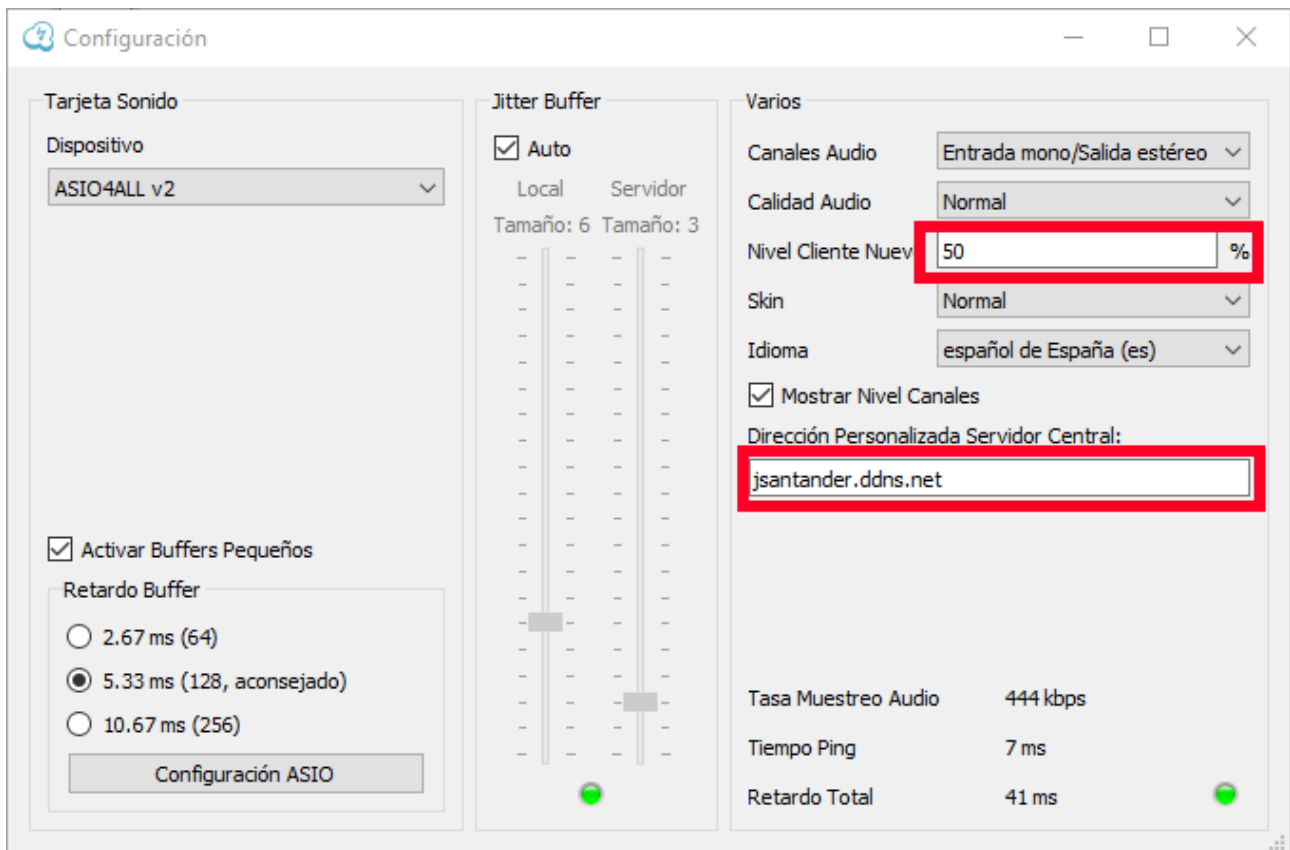 Configuración
Tarjeta Sonido
Dispositivo
ASIO4ALL v2
Activar Buffers Pequeños
Retardo Buffer
2.67 ms (64)
5.33 ms (128, aconsejado)
10.67 ms (256)
Configuración ASIO
Jitter Buffer
Auto
Local Servidor
Tamaño: 6 Tamaño: 3
Varios
Canales Audio Entrada mono/Salida estéreo
Calidad Audio Normal
Nivel Cliente Nuev 50 %
Skin Normal
Idioma español de España (es)
Mostrar Nivel Canales
Dirección Personalizada Servidor Central:
jsantander.ddns.net
Tasa Muestreo Audio 444 kbps
Tiempo Ping 7 ms
Retardo Total 41 ms